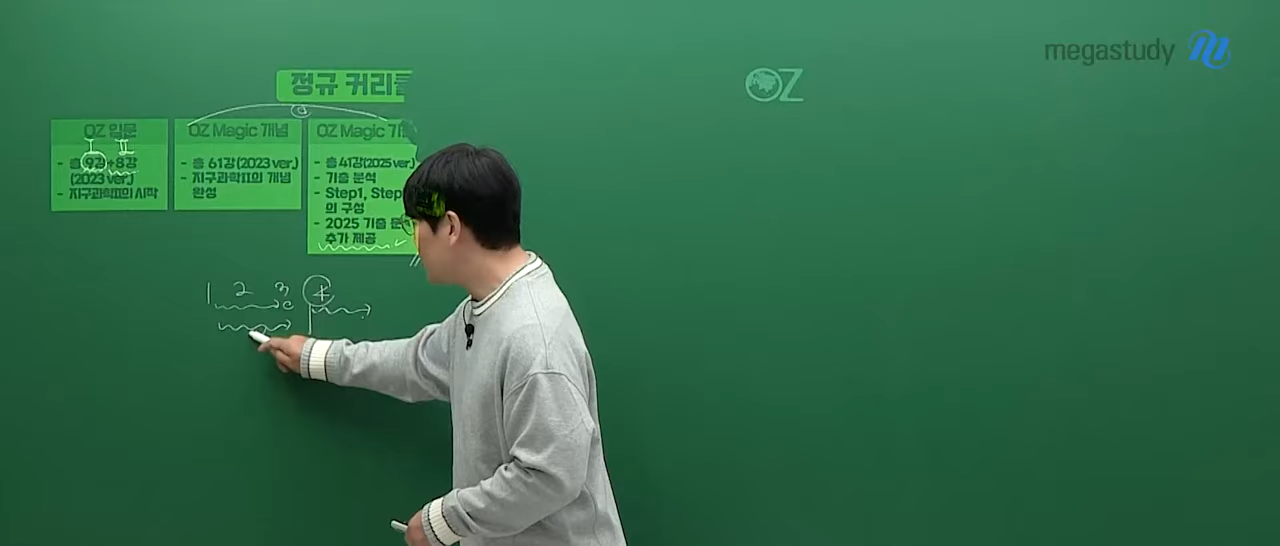 megastudy
OZ
정규 커리
OZ 입문
I II
- 총 9강+8강
(2023 ver.)
- 지구과학II의 시작
OZ Magic 개념
- 총 61강(2023 ver.)
- 지구과학II의 개념
완성
OZ Magic 기
- 총41강(2025 ver.)
- 기출 분석
- Step1, Step
의 구성
- 2025 기출 문
추가 제공
1 2 3 4